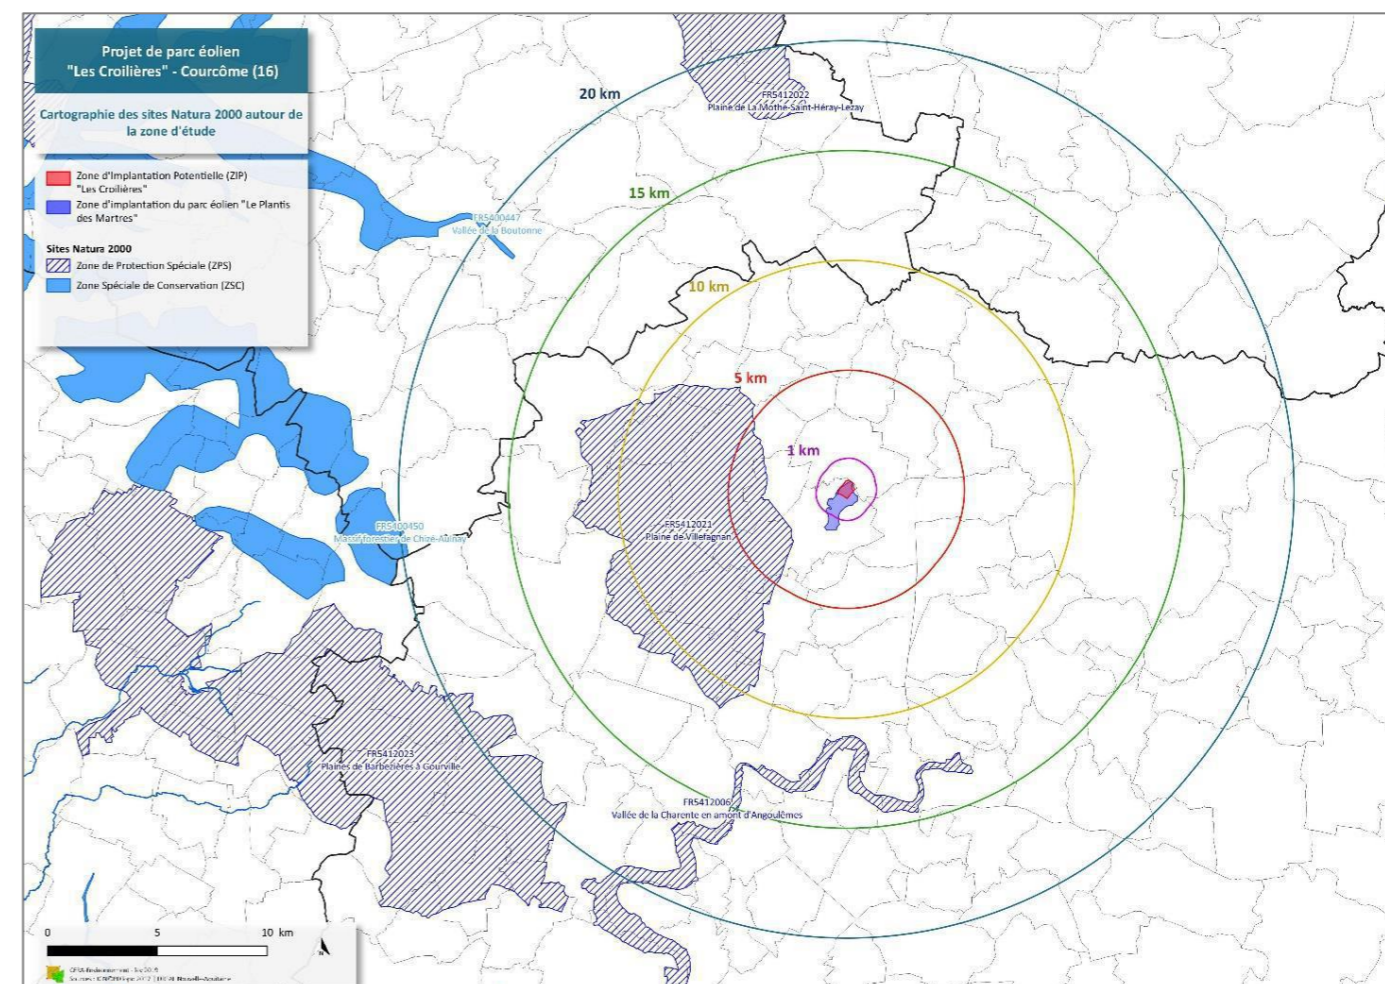 Projet de parc éolien
"Les Croilières" - Courcôme (16)
Cartographie des sites Natura 2000 autour de
la zone d'étude
Zone d'Implantation Potentielle (ZIP)
"Les Croilières"
Zone d'implantation du parc éolien "Le Plantis
des Martres"
Sites Natura 2000
Zone de Protection Spéciale (ZPS)
Zone Spéciale de Conservation (ZSC)
20 km
FR5412022
Plaine de La Mothe-Saint-Héray-Lezay
15 km
FR5400447
Vallée de la Boutonne
10 km
5 km
1 km
FR5412021
Plaine de Villefagnan
FR5400450
Massif forestier de Chizé-Aulnay
FR5412023
Plaines de Barbezières à Gourville
FR5412006
Vallée de la Charente en amont d'Angoulêmes
0 5 10 km
N